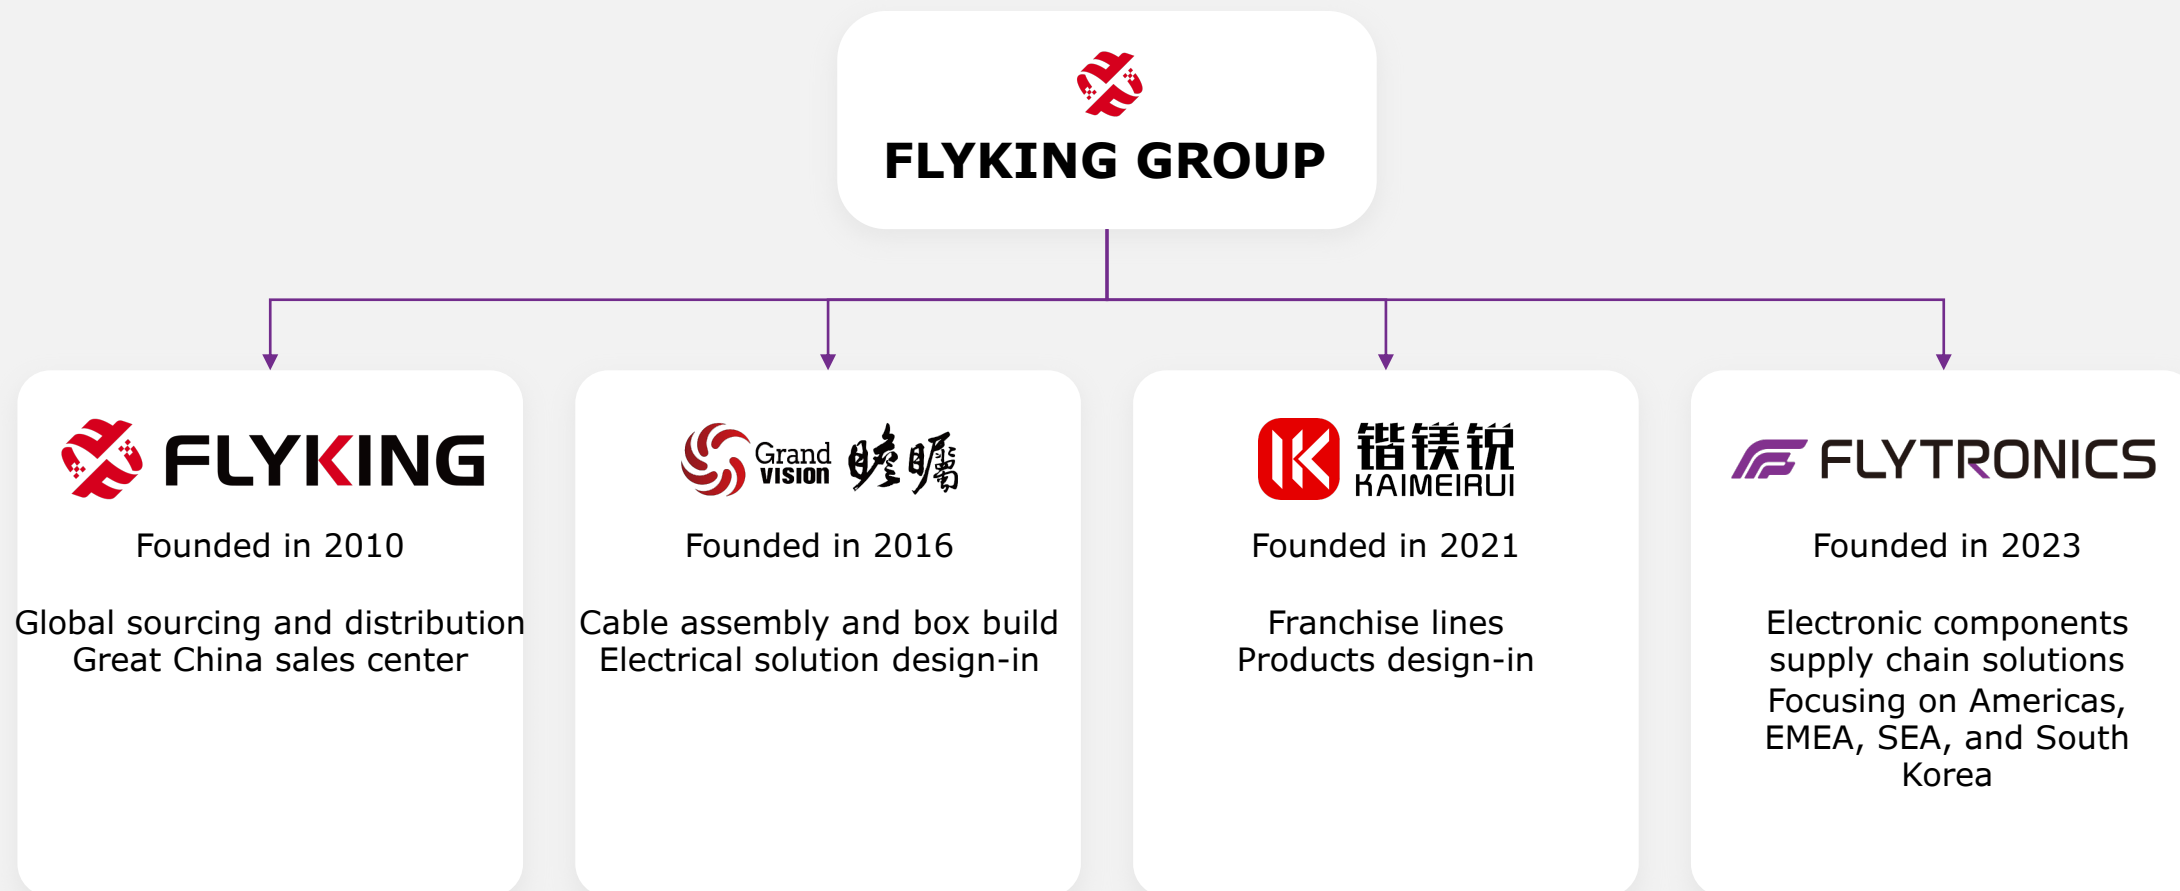 FLYKING GROUP
FLYKING
Founded in 2010
Global sourcing and distribution
Great China sales center
Grand
VISION
瞻瞩
Founded in 2016
Cable assembly and box build
Electrical solution design-in
锴镁锐
KAIMEIRUI
Founded in 2021
Franchise lines
Products design-in
FLYTRONICS
Founded in 2023
Electronic components
supply chain solutions
Focusing on Americas,
EMEA, SEA, and South
Korea